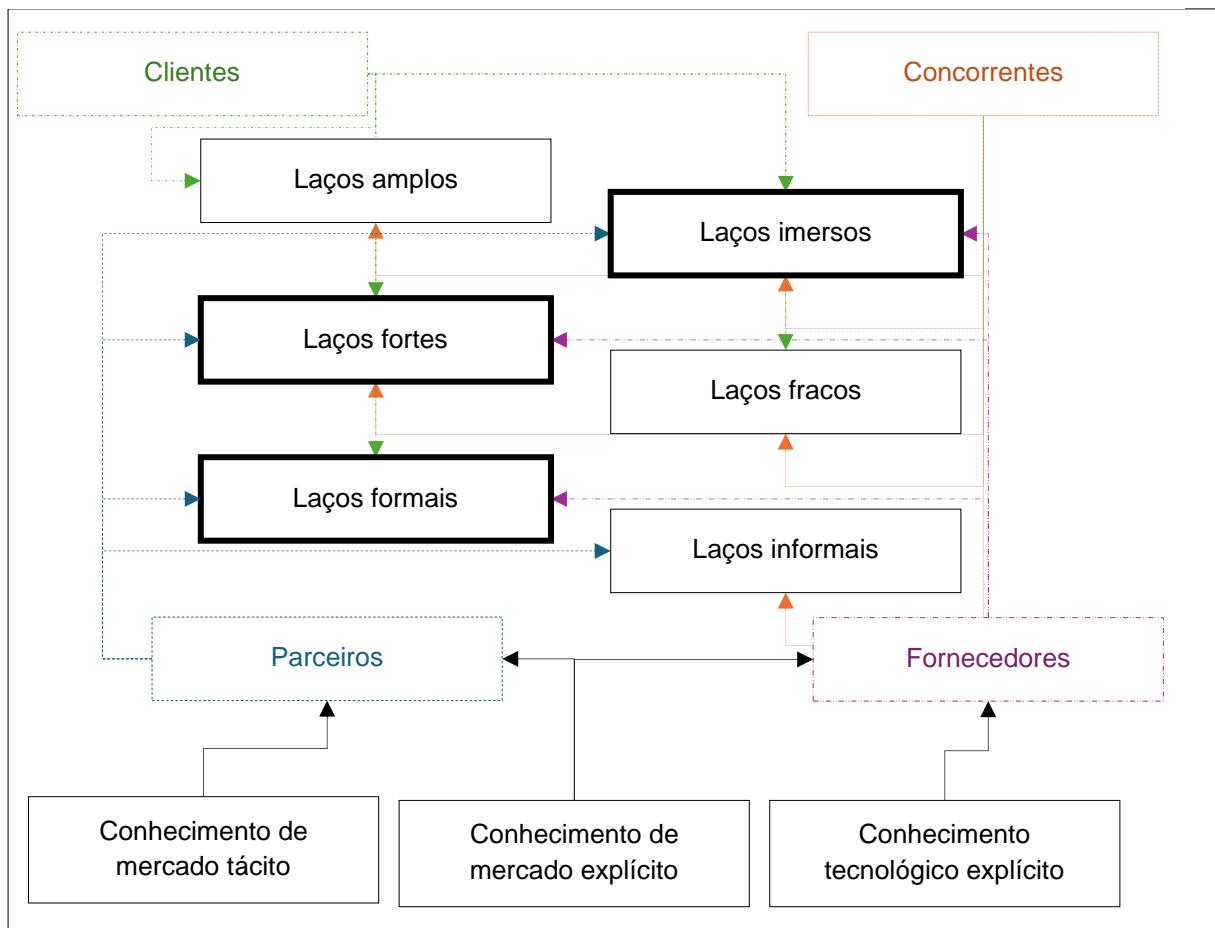 Clientes
Concorrentes
Laços amplos
Laços imersos
Laços fortes
Laços fracos
Laços formais
Laços informais
Parceiros
Fornecedores
Conhecimento de
mercado tácito
Conhecimento de
mercado explícito
Conhecimento
tecnológico explícito